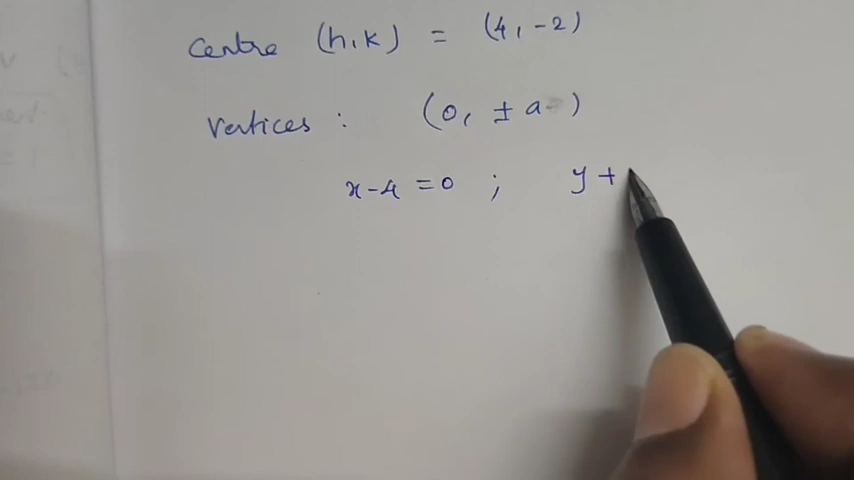 Centre (h,k) = (4, -2)
Vertices : (0, ± a )
x-4 = 0 ; y +